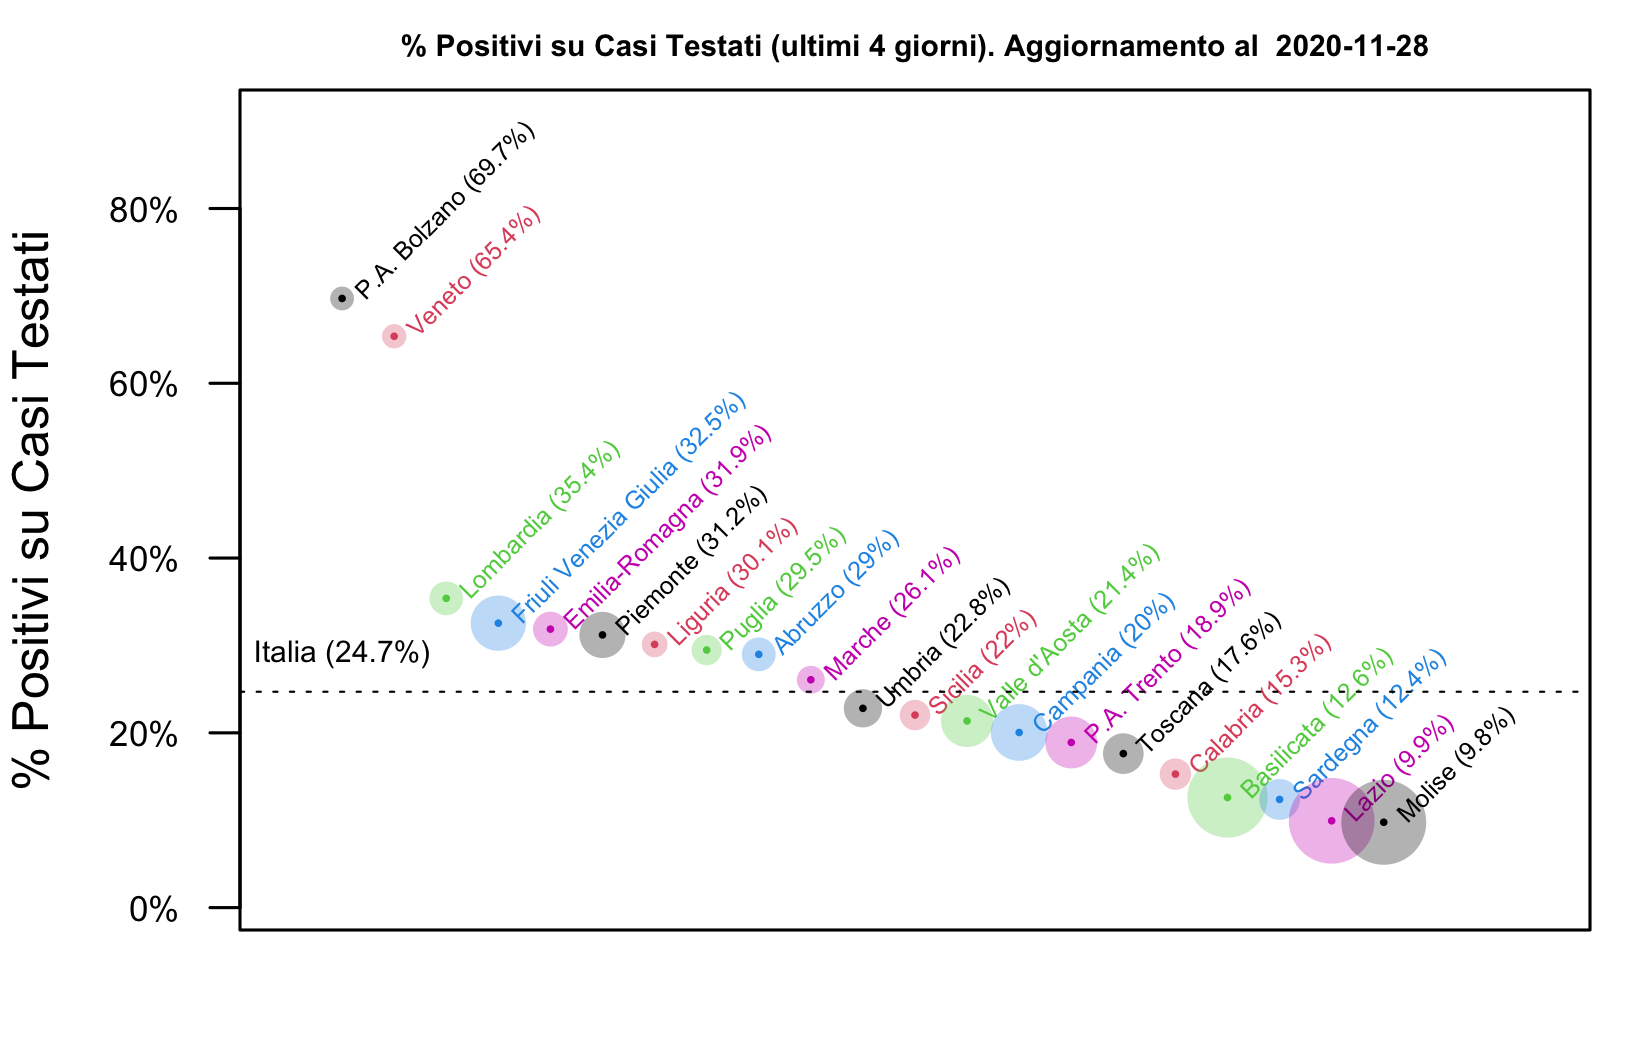 % Positivi su Casi Testati (ultimi 4 giorni). Aggiornamento al  2020-11-28
% Positivi su Casi Testati
80%
60%
40%
20%
0%
Italia (24.7%)
P.A. Bolzano (69.7%)
Veneto (65.4%)
Lombardia (35.4%)
Friuli Venezia Giulia (32.5%)
Emilia-Romagna (31.9%)
Piemonte (31.2%)
Liguria (30.1%)
Puglia (29.5%)
Abruzzo (29%)
Marche (26.1%)
Umbria (22.8%)
Sicilia (22%)
Valle d'Aosta (21.4%)
Campania (20%)
P.A. Trento (18.9%)
Toscana (17.6%)
Calabria (15.3%)
Basilicata (12.6%)
Sardegna (12.4%)
Lazio (9.9%)
Molise (9.8%)